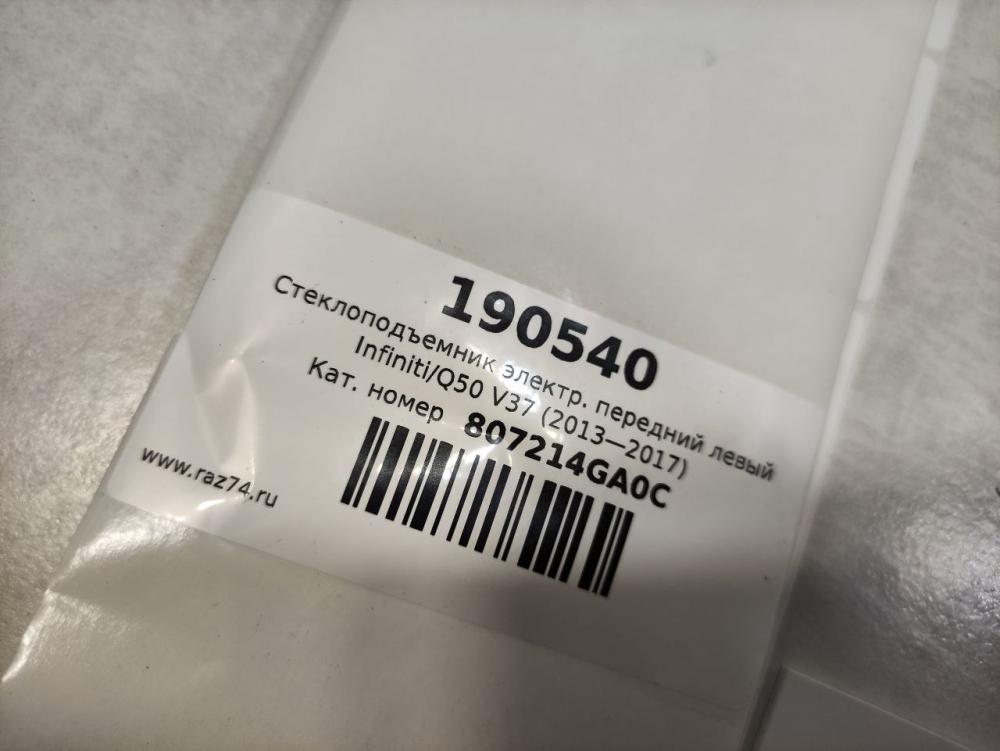 190540
Стеклоподъемник электр. передний левый
Infiniti/Q50 V37 (2013—2017)
Кат. номер 807214GA0C
www.raz74.ru